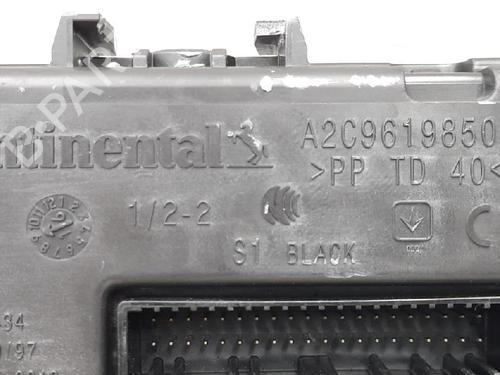 ntinental
A2C9619850
>PP TD 40<
1/2-2
S1 BLACK
34
/97